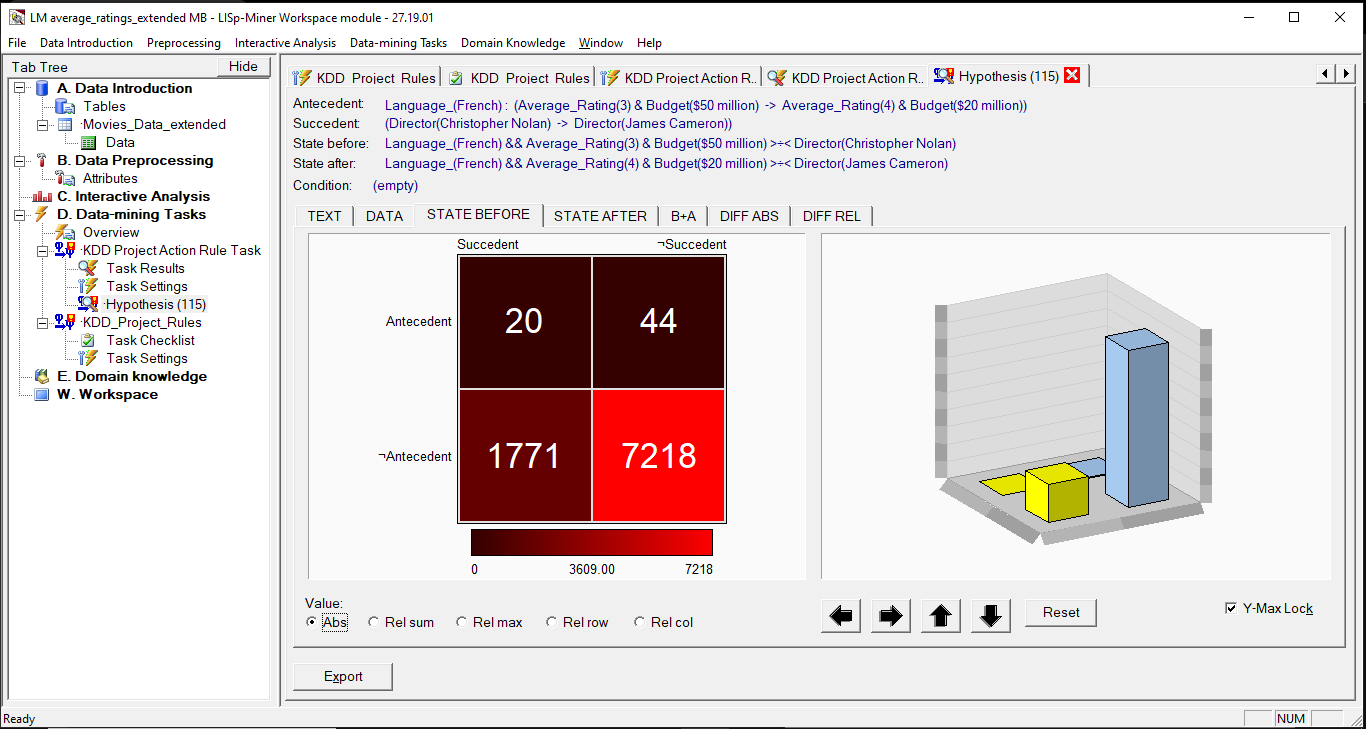 LM average_ratings_extended MB - LISp-Miner Workspace module - 27.19.01
File Data Introduction Preprocessing Interactive Analysis Data-mining Tasks Domain Knowledge Window Help
Tab Tree Hide
A. Data Introduction
Tables
·Movies_Data_extended
Data
B. Data Preprocessing
Attributes
C. Interactive Analysis
D. Data-mining Tasks
Overview
·KDD Project Action Rule Task
Task Results
Task Settings
·Hypothesis (115)
·KDD_Project_Rules
Task Checklist
Task Settings
E. Domain knowledge
W. Workspace
KDD_Project_Rules KDD_Project_Rules KDD Project Action R.. KDD Project Action R.. Hypothesis (115)
Antecedent: Language_(French) : (Average_Rating(3) & Budget($50 million) -> Average_Rating(4) & Budget($20 million))
Succedent: (Director(Christopher Nolan) -> Director(James Cameron))
State before: Language_(French) && Average_Rating(3) & Budget($50 million) >÷< Director(Christopher Nolan)
State after: Language_(French) && Average_Rating(4) & Budget($20 million) >÷< Director(James Cameron)
Condition: (empty)
TEXT DATA STATE BEFORE STATE AFTER B+A DIFF ABS DIFF REL
Succedent ¬Succedent
Antecedent 20 44
¬Antecedent 1771 7218
0 3609.00 7218
Value:
Abs Rel sum Rel max Rel row Rel col
Reset
Y-Max Lock
Export
Ready NUM